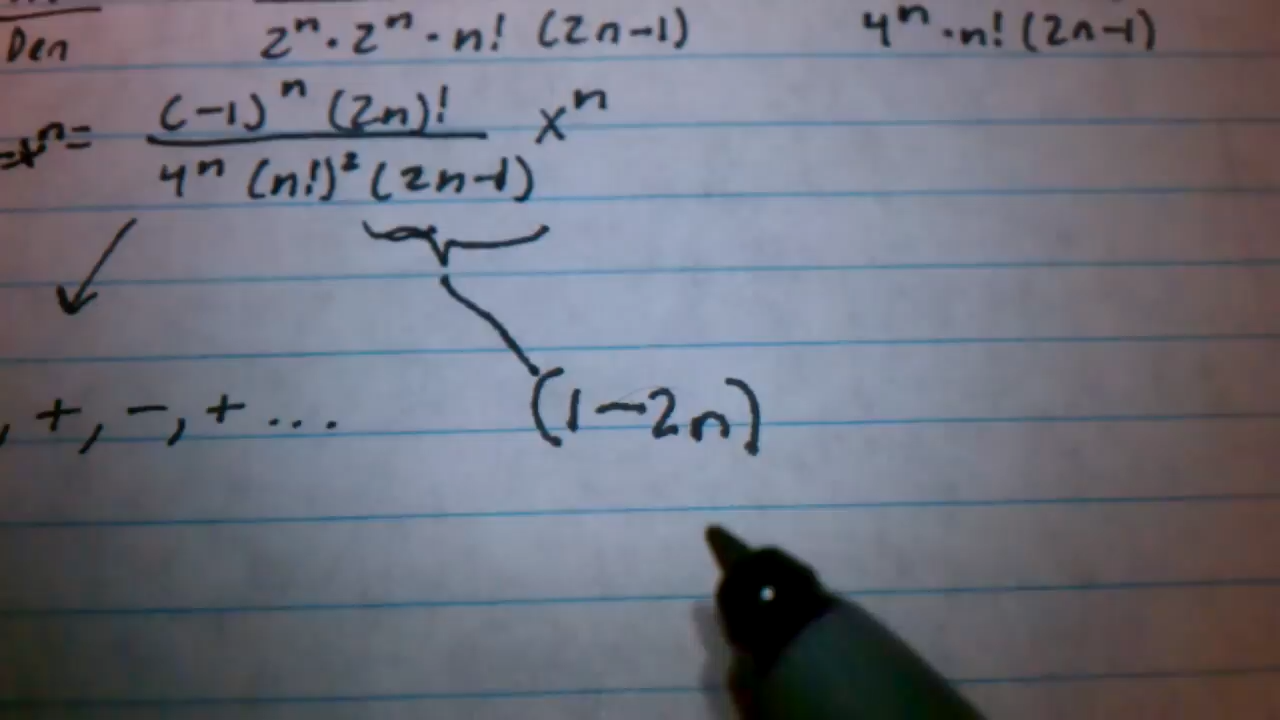 Den 2ⁿ · 2ⁿ · n! (2n-1) 4ⁿ · n! (2n-1)
(-1)ⁿ (2n)!
=xⁿ= xⁿ
4ⁿ (n!)² (2n-1)
, +, -, + ... (1-2n)